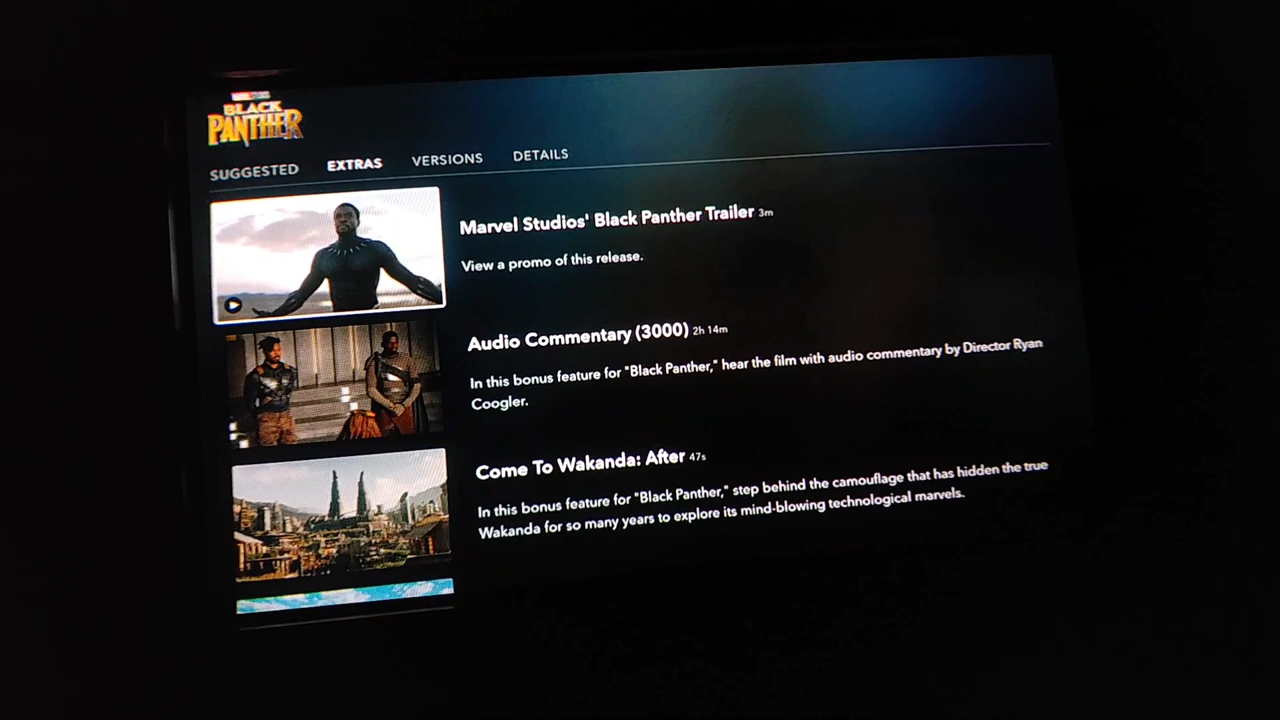 BLACK
PANTHER
SUGGESTED EXTRAS VERSIONS DETAILS
Marvel Studios' Black Panther Trailer 3m
View a promo of this release.
Audio Commentary (3000) 2h 14m
In this bonus feature for "Black Panther," hear the film with audio commentary by Director Ryan
Coogler.
Come To Wakanda: After 47s
In this bonus feature for "Black Panther," step behind the camouflage that has hidden the true
Wakanda for so many years to explore its mind-blowing technological marvels.